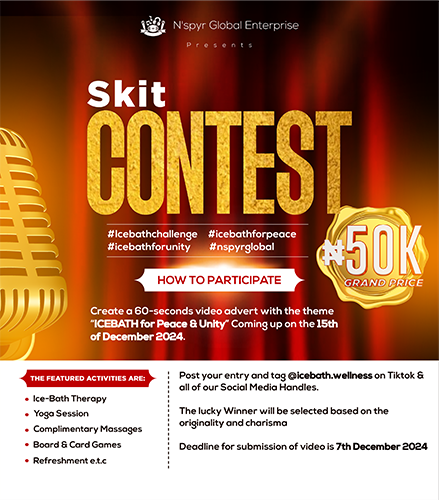 N'spyr Global Enterprise
Presents
Skit
CONTEST
#Icebathchallenge #icebathforpeace
#icebathforunity #nspyrglobal
₦50K
GRAND PRICE
HOW TO PARTICIPATE
Create a 60-seconds video advert with the theme
"ICEBATH for Peace & Unity" Coming up on the 15th
of December 2024.
THE FEATURED ACTIVITIES ARE:
• Ice-Bath Therapy
• Yoga Session
• Complimentary Massages
• Board & Card Games
• Refreshment e.t.c
Post your entry and tag @icebath.wellness on Tiktok &
all of our Social Media Handles.
The lucky Winner will be selected based on the
originality and charisma
Deadline for submission of video is 7th December 2024